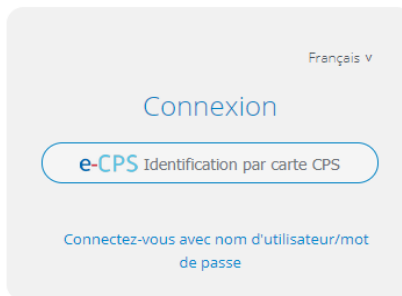 Français v
Connexion
e-CPS Identification par carte CPS
Connectez-vous avec nom d'utilisateur/mot
de passe